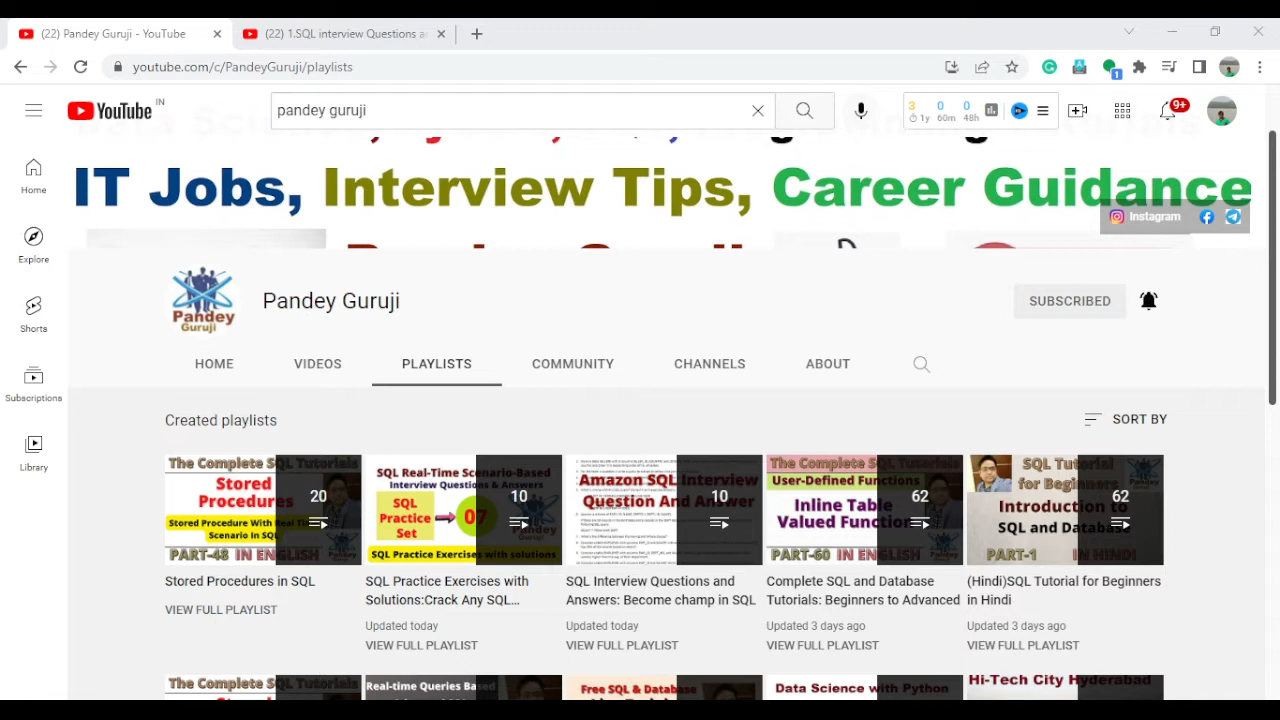 (22) Pandey Guruji - YouTube
(22) 1.SQL interview Questions a
youtube.com/c/PandeyGuruji/playlists
1
YouTube IN
pandey guruji
3 0 0
1y 60m 48h
9+
Home
Explore
Shorts
Subscriptions
Library
IT Jobs, Interview Tips, Career Guidance
Instagram
Pandey
Guruji
Pandey Guruji
SUBSCRIBED
HOME VIDEOS PLAYLISTS COMMUNITY CHANNELS ABOUT
Created playlists
SORT BY
The Complete SQL Tutorials
Stored
Procedures
Stored Procedure With Real Time
Scenario In SQL
PART-48 IN ENGLISH
20
Stored Procedures in SQL
VIEW FULL PLAYLIST
SQL Real-Time Scenario-Based
Interview Questions & Answers
SQL
Practice
Set
07
SQL Practice Exercises with solutions
10
SQL Practice Exercises with
Solutions:Crack Any SQL...
Updated today
VIEW FULL PLAYLIST
Amazon SQL Interview
Question And Answer
10
SQL Interview Questions and
Answers: Become champ in SQL
Updated today
VIEW FULL PLAYLIST
The Complete SQL Tutorials
User-Defined Functions
Inline Table
Valued Function
PART-60 IN ENGLISH
62
Complete SQL and Database
Tutorials: Beginners to Advanced
Updated 3 days ago
VIEW FULL PLAYLIST
SQL Tutorial
for Beginners
Introduction to
SQL and Database
PART-1 IN HINDI
62
(Hindi)SQL Tutorial for Beginners
in Hindi
Updated 3 days ago
VIEW FULL PLAYLIST
The Complete SQL Tutorials
Real-time Queries Based
Free SQL & Database
Data Science with Python
Hi-Tech City Hyderabad